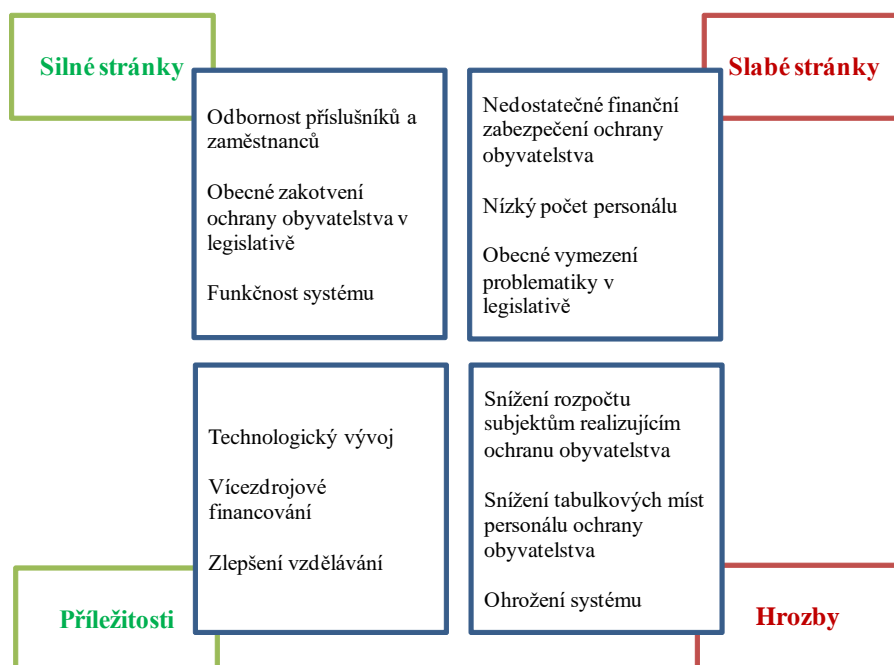 Silné stránky
Odbornost příslušníků a
zaměstnanců
Obecné zakotvení
ochrany obyvatelstva v
legislativě
Funkčnost systému
Slabé stránky
Nedostatečné finanční
zabezpečení ochrany
obyvatelstva
Nízký počet personálu
Obecné vymezení
problematiky v
legislativě
Technologický vývoj
Vícezdrojové
financování
Zlepšení vzdělávání
Příležitosti
Snížení rozpočtu
subjektům realizujícím
ochranu obyvatelstva
Snížení tabulkových míst
personálu ochrany
obyvatelstva
Ohrožení systému
Hrozby